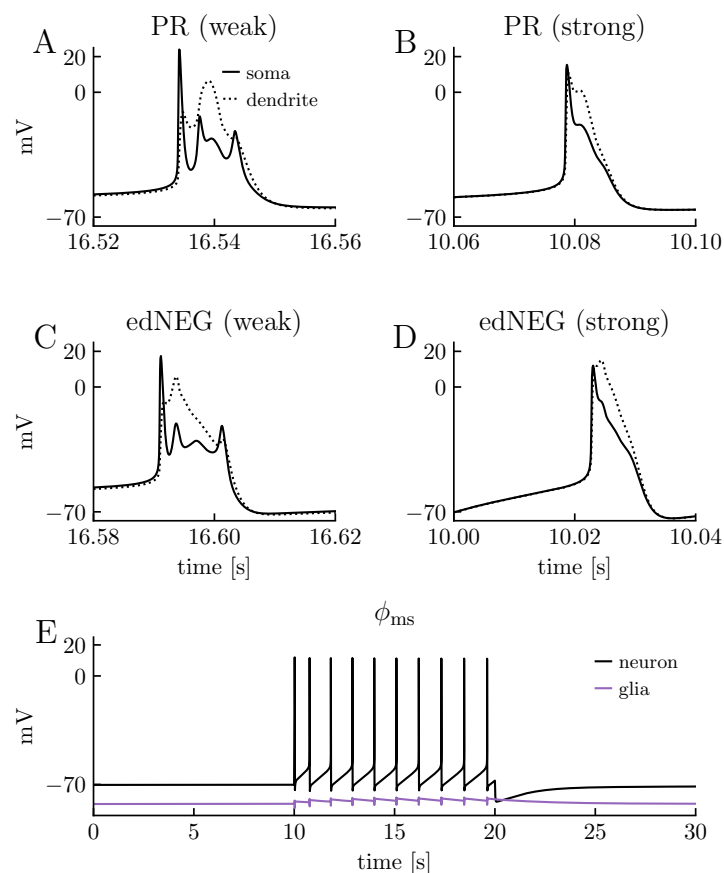 A
PR (weak)
20
0
−70
mV
soma
dendrite
16.52
16.54
16.56
B
PR (strong)
20
0
−70
10.06
10.08
10.10
C
edNEG (weak)
20
0
−70
mV
16.58
16.60
16.62
time [s]
D
edNEG (strong)
20
0
−70
10.00
10.02
10.04
time [s]
E
ϕms
20
0
−70
mV
neuron
glia
0
5
10
15
20
25
30
time [s]